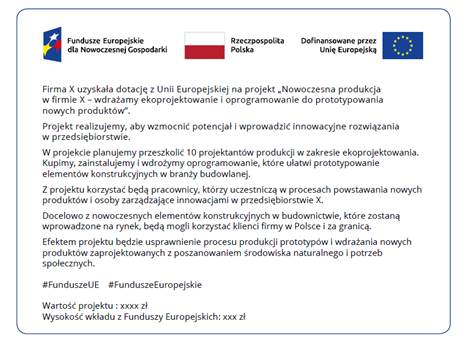 Fundusze Europejskie
dla Nowoczesnej Gospodarki
Rzeczpospolita
Polska
Dofinansowane przez
Unię Europejską
Firma X uzyskała dotację z Unii Europejskiej na projekt „Nowoczesna produkcja
w firmie X – wdrażamy ekoprojektowanie i oprogramowanie do prototypowania
nowych produktów”.
Projekt realizujemy, aby wzmocnić potencjał i wprowadzić innowacyjne rozwiązania
w przedsiębiorstwie.
W projekcie planujemy przeszkolić 10 projektantów produkcji w zakresie ekoprojektowania.
Kupimy, zainstalujemy i wdrożymy oprogramowanie, które ułatwi prototypowanie
elementów konstrukcyjnych w branży budowlanej.
Z projektu korzystać będą pracownicy, którzy uczestniczą w procesach powstawania nowych
produktów i osoby zarządzające innowacjami w przedsiębiorstwie X.
Docelowo z nowoczesnych elementów konstrukcyjnych w budownictwie, które zostaną
wprowadzone na rynek, będą mogli korzystać klienci firmy w Polsce i za granicą.
Efektem projektu będzie usprawnienie procesu produkcji prototypów i wdrażania nowych
produktów zaprojektowanych z poszanowaniem środowiska naturalnego i potrzeb
społecznych.
#FunduszeUE #FunduszeEuropejskie
Wartość projektu : xxxx zł
Wysokość wkładu z Funduszy Europejskich: xxx zł